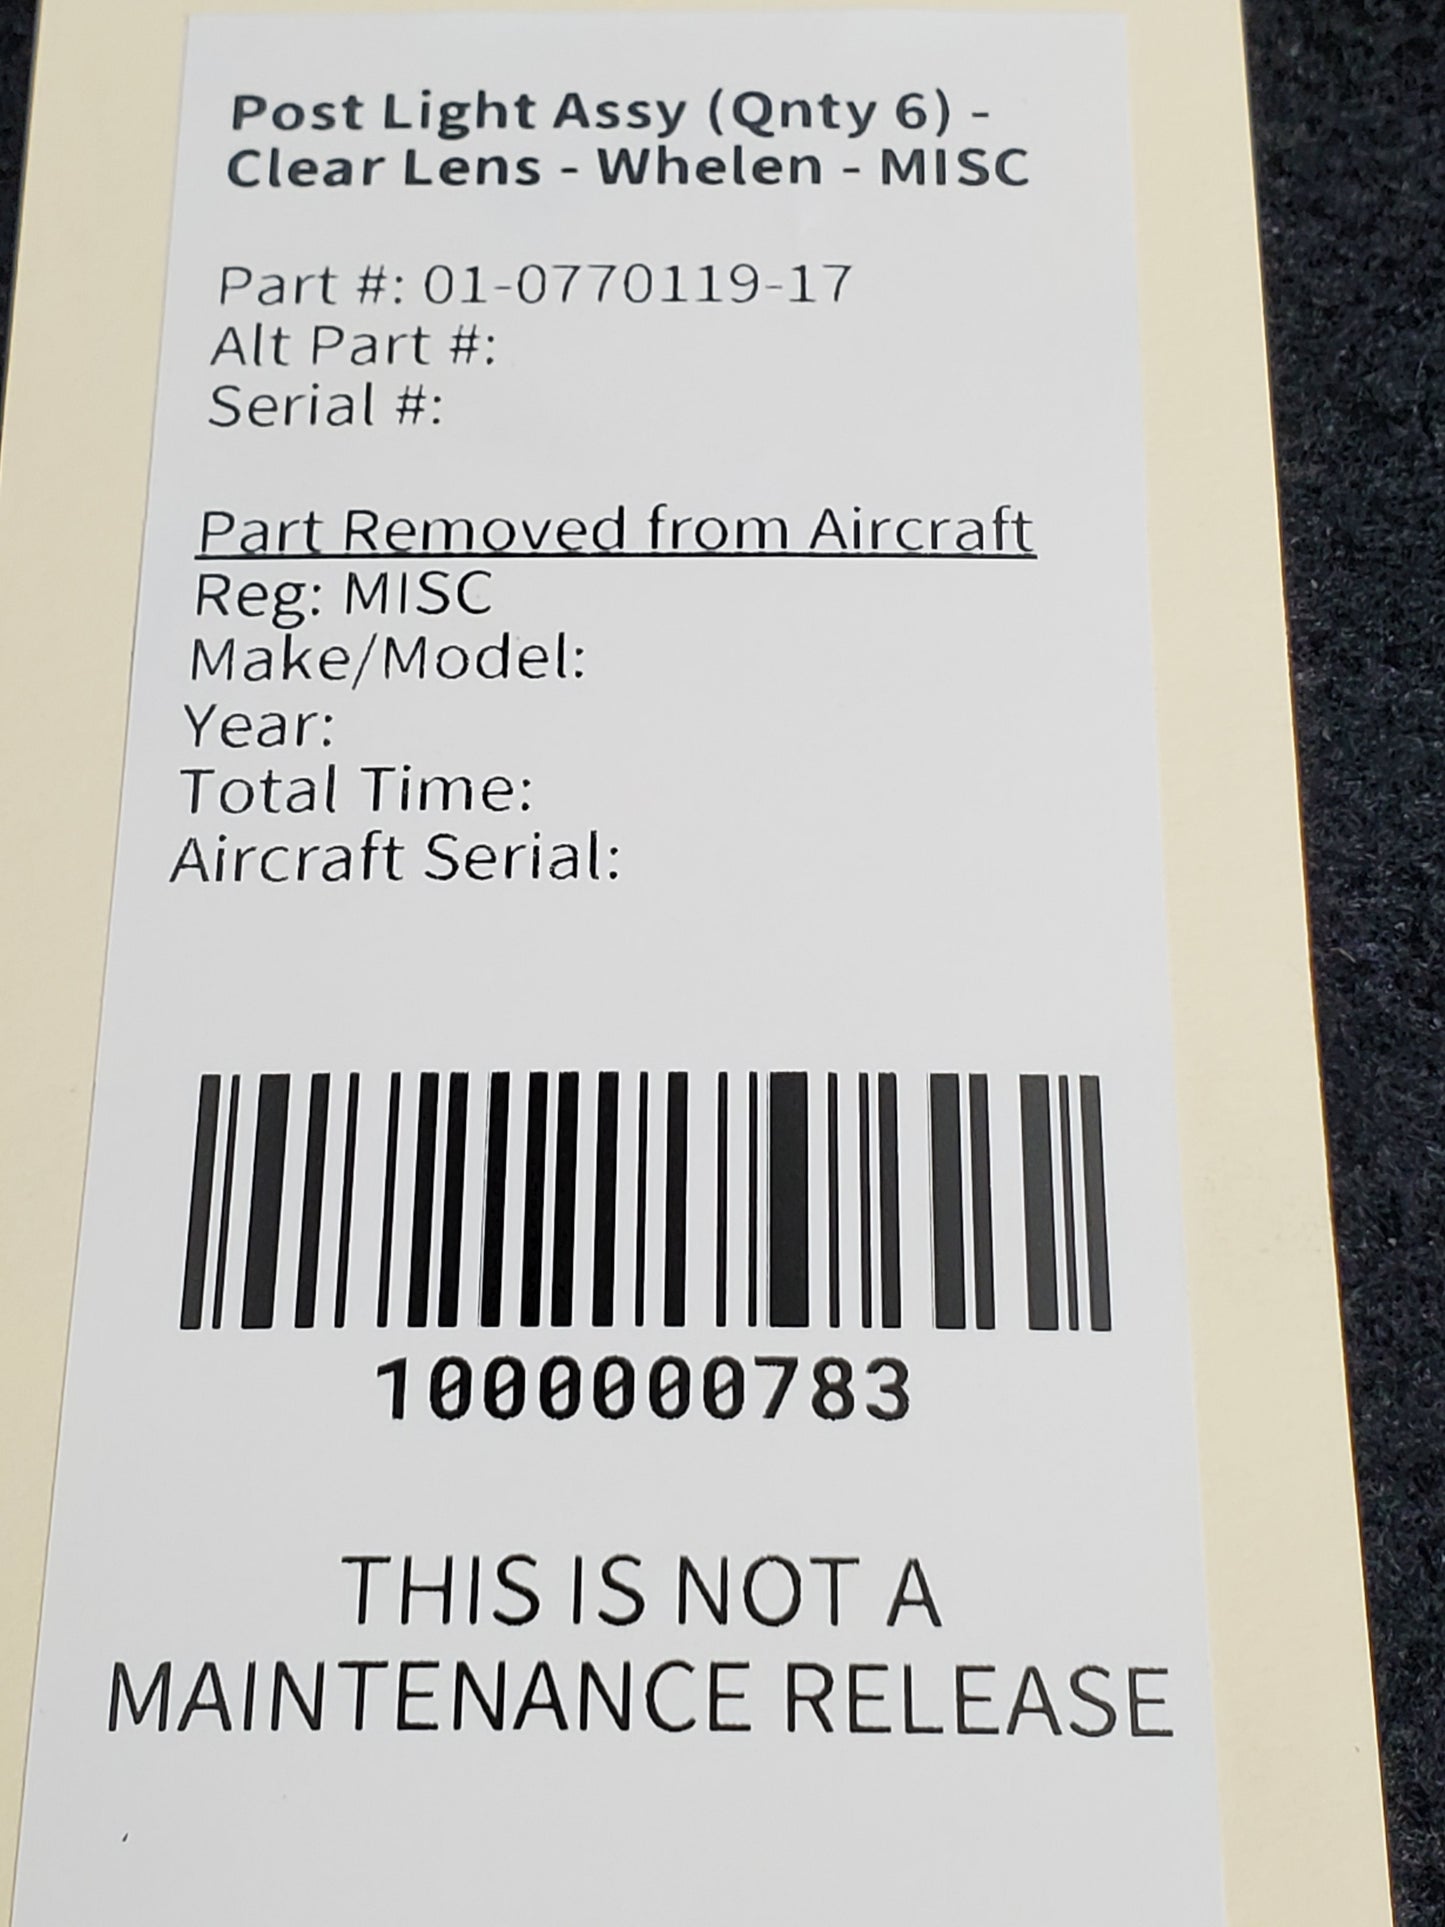 Post Light Assy (Qnty 6) -
Clear Lens - Whelen - MISC
Part #: 01-0770119-17
Alt Part #:
Serial #:
Part Removed from Aircraft
Reg: MISC
Make/Model:
Year:
Total Time:
Aircraft Serial:
1000000783
THIS IS NOT A
MAINTENANCE RELEASE